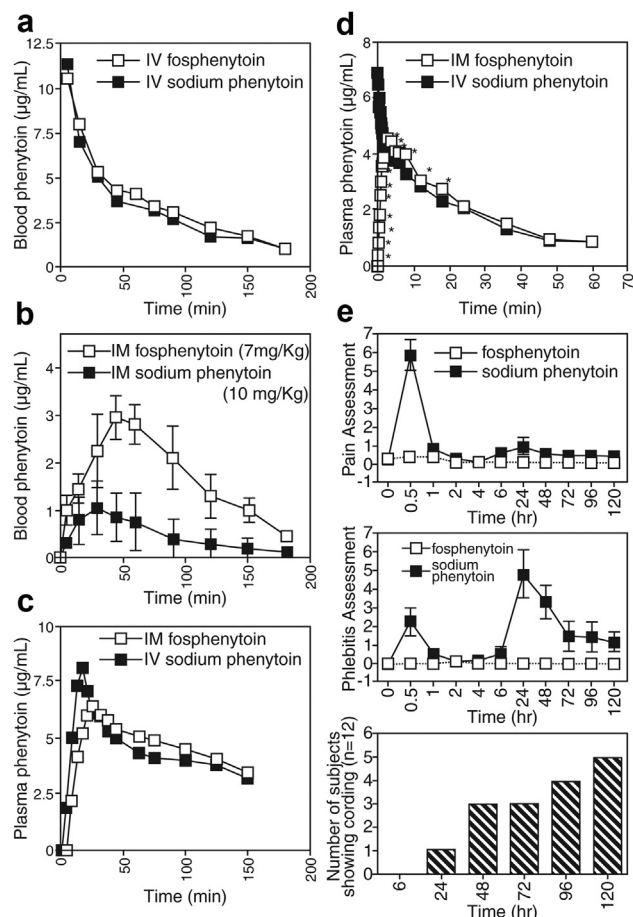 a
12.5
10
7.5
5
2.5
0
Blood phenytoin (µg/mL)
IV fosphenytoin
IV sodium phenytoin
0
50
100
150
200
Time (min)
b
4
3
2
1
0
Blood phenytoin (µg/mL)
IM fosphenytoin (7mg/Kg)
IM sodium phenytoin
(10 mg/Kg)
0
50
100
150
200
Time (min)
c
10
7.5
5
2.5
0
Plasma phenytoin (µg/mL)
IM fosphenytoin
IV sodium phenytoin
0
50
100
150
200
Time (min)
d
8
6
4
2
0
Plasma phenytoin (µg/mL)
IM fosphenytoin
IV sodium phenytoin
* * * * * * * * * * * *
0
10
20
30
40
50
60
70
Time (min)
e
7
6
5
4
3
2
1
0
-1
Pain Assessment
fosphenytoin
sodium phenytoin
0
0.5
1
2
4
6
24
48
72
96
120
Time (hr)
7
6
5
4
3
2
1
0
-1
Phlebitis Assessment
fosphenytoin
sodium
phenytoin
0
0.5
1
2
4
6
24
48
72
96
120
Time (hr)
6
5
4
3
2
1
0
Number of subjects
showing cording (n=12)
6
24
48
72
96
120
Time (hr)